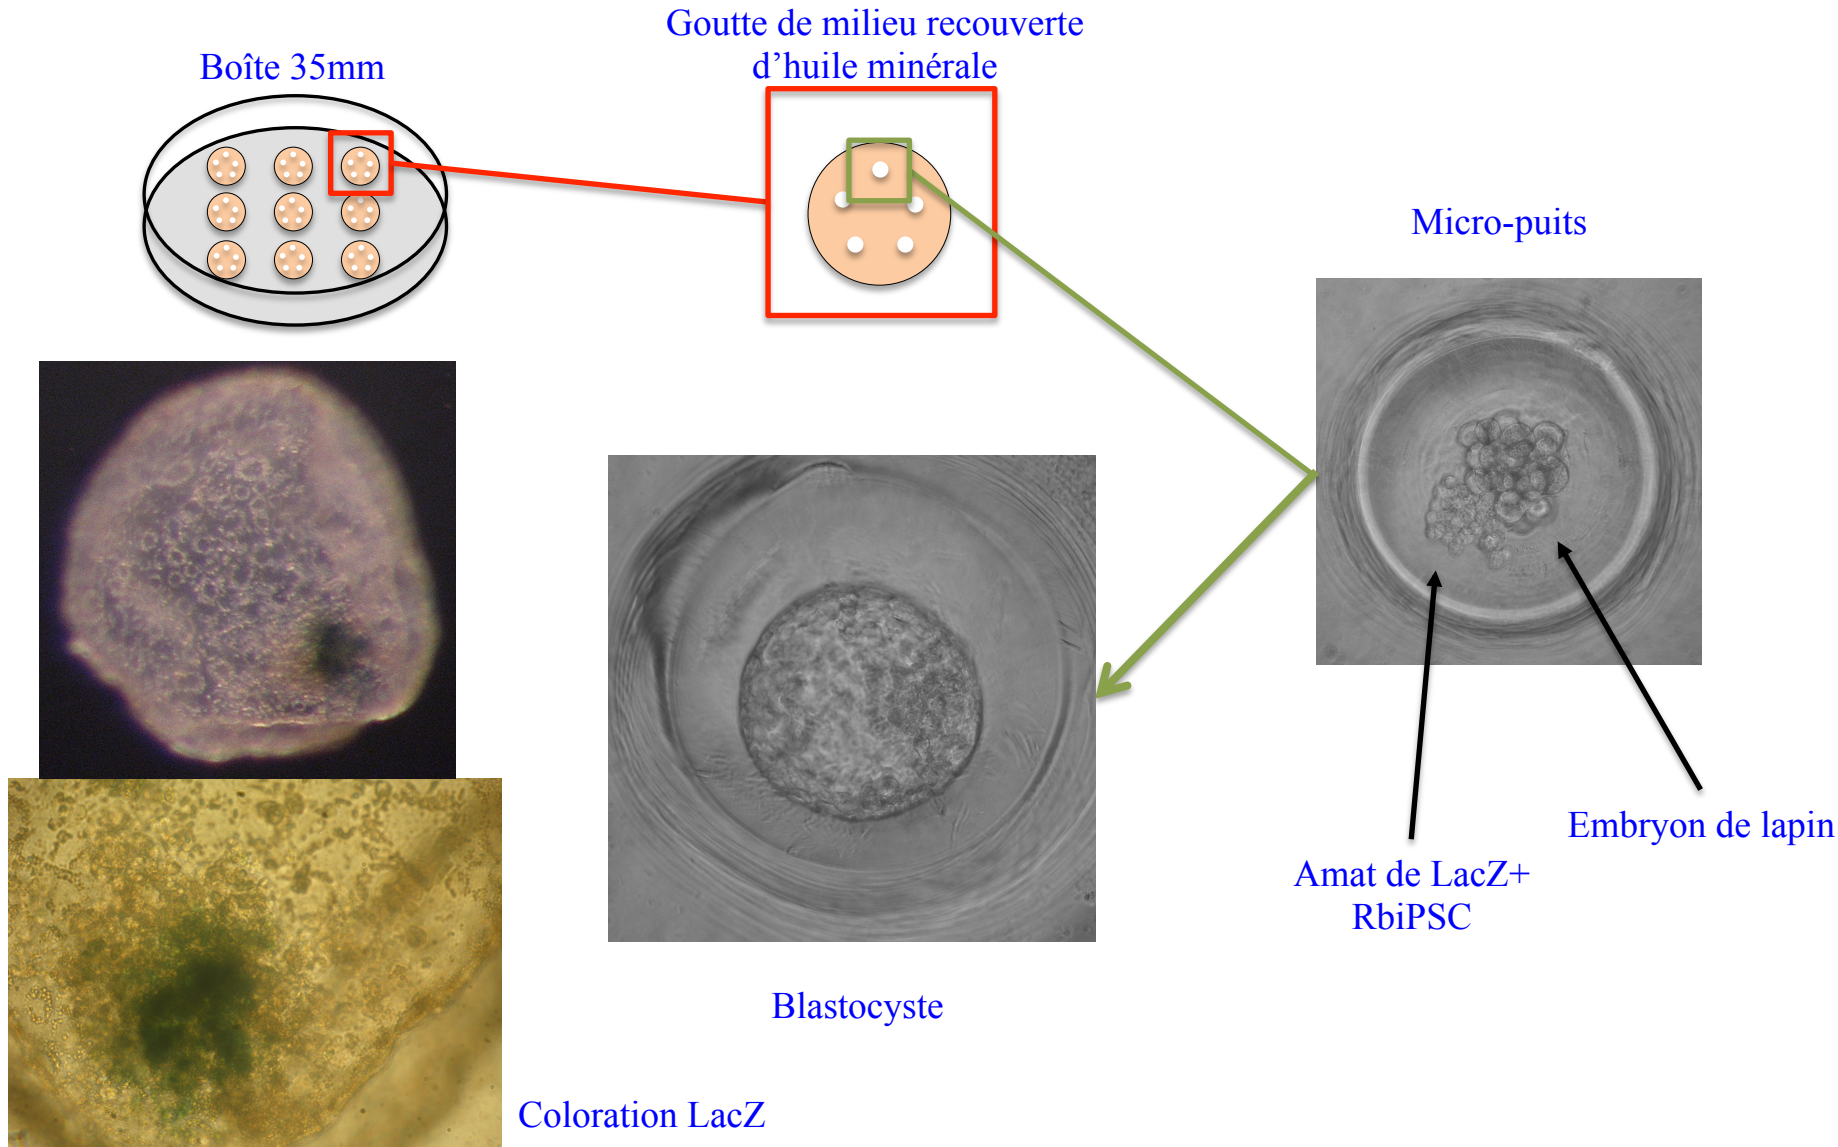 Boîte 35mm
Goutte de milieu recouverte
d’huile minérale
Micro-puits
Embryon de lapin
Amat de LacZ+
RbiPSC
Blastocyste
Coloration LacZ